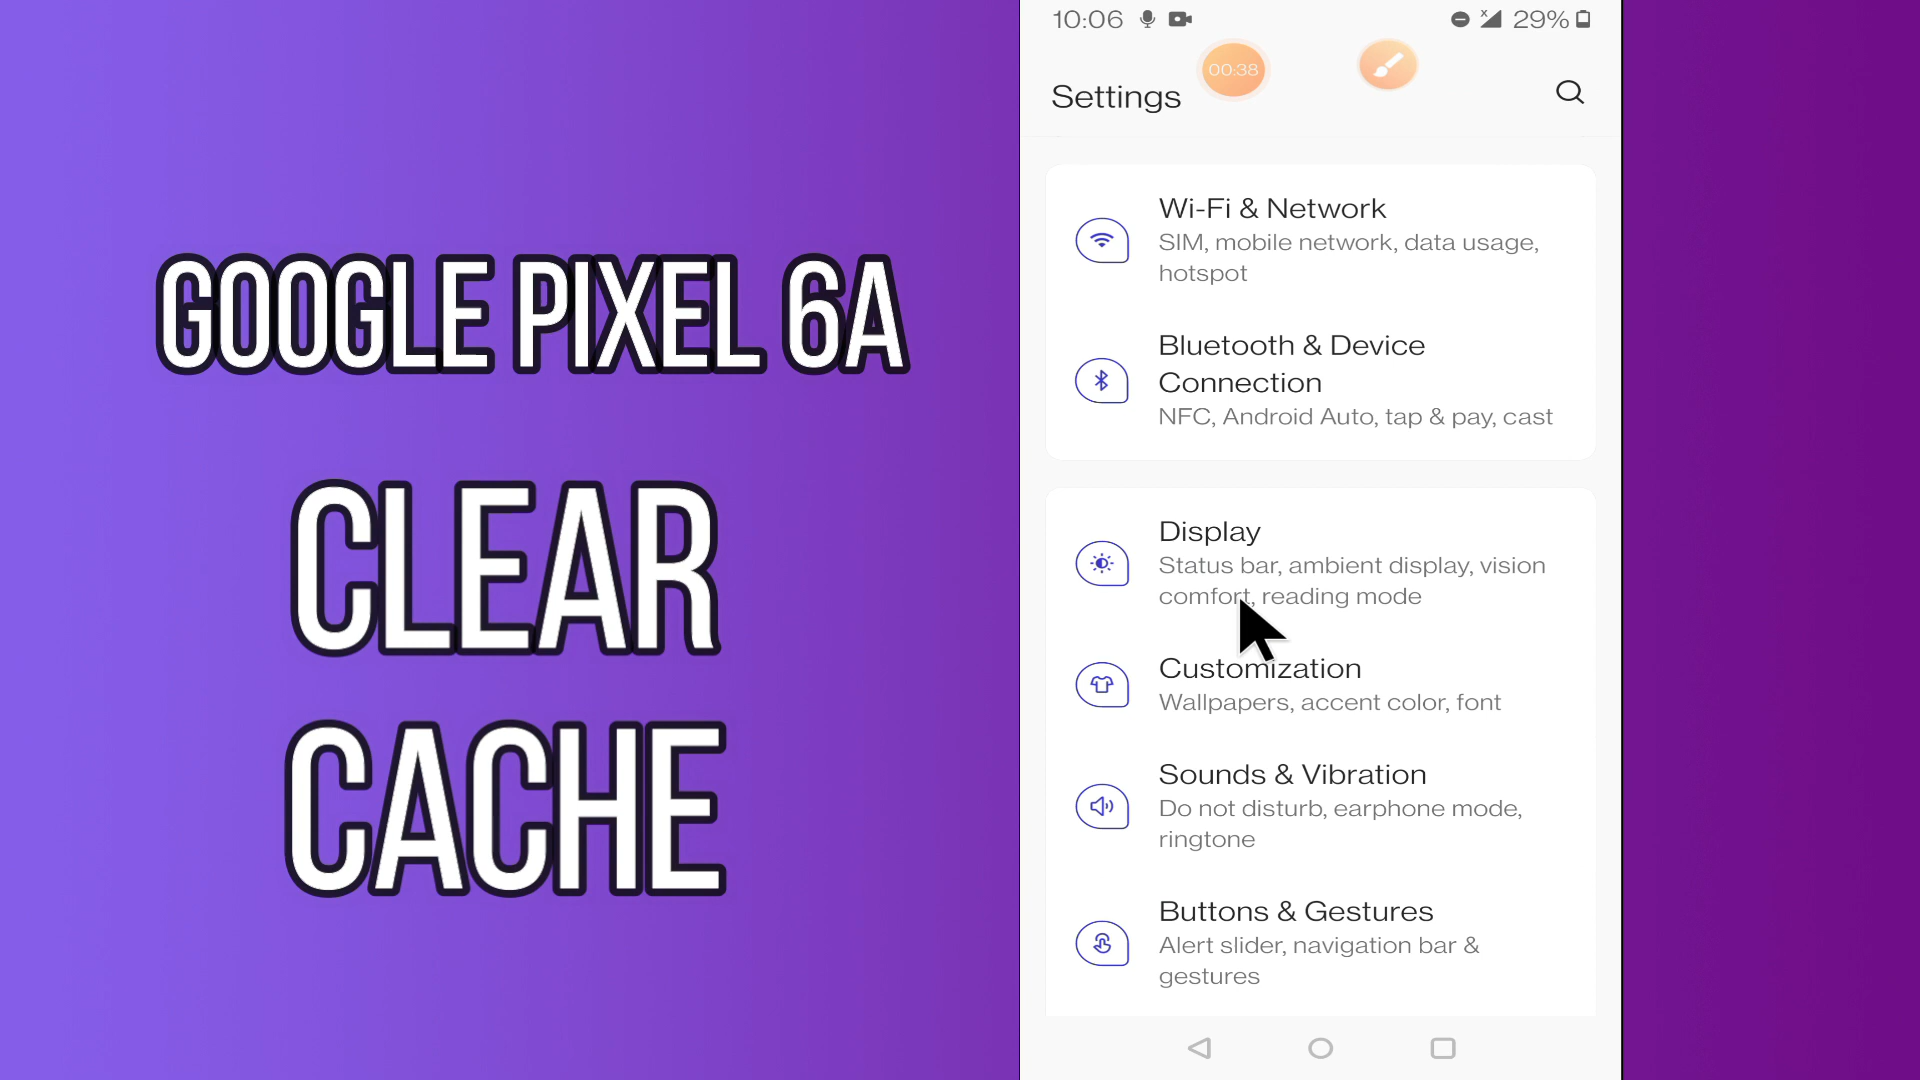 GOOGLE PIXEL 6A
CLEAR
CACHE
10:06
29%
00:38
Settings
Wi-Fi & Network
SIM, mobile network, data usage,
hotspot
Bluetooth & Device
Connection
NFC, Android Auto, tap & pay, cast
Display
Status bar, ambient display, vision
comfort, reading mode
Customization
Wallpapers, accent color, font
Sounds & Vibration
Do not disturb, earphone mode,
ringtone
Buttons & Gestures
Alert slider, navigation bar &
gestures